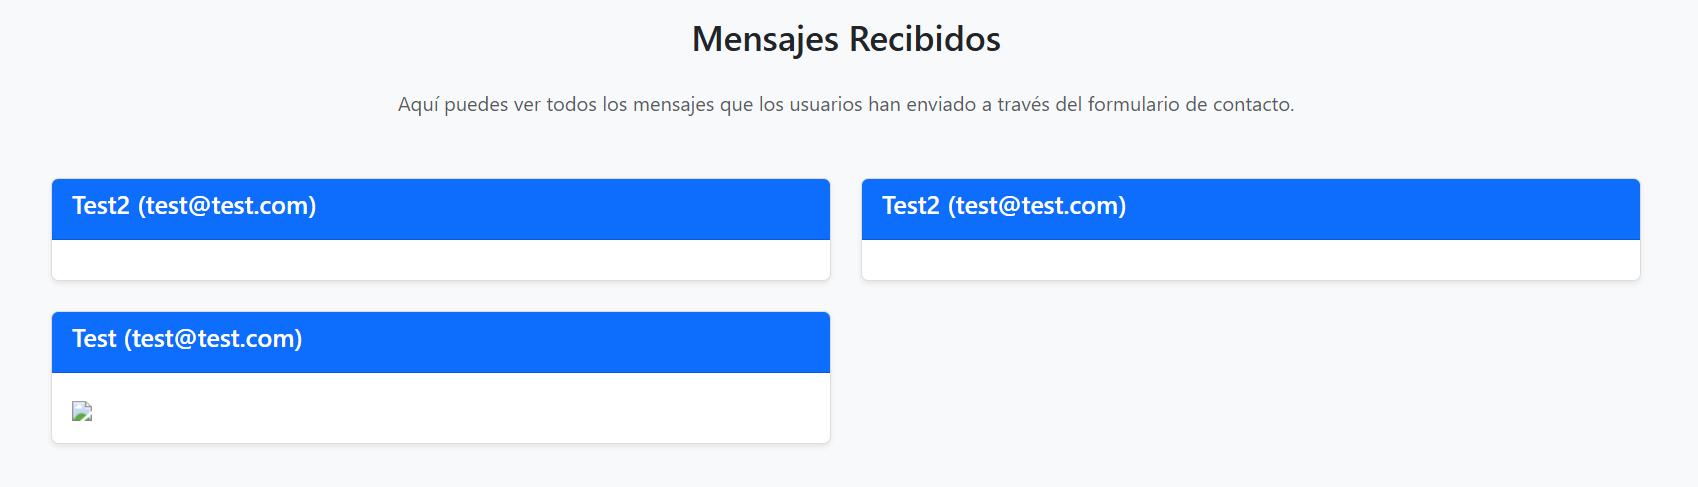 Mensajes Recibidos
Aquí puedes ver todos los mensajes que los usuarios han enviado a través del formulario de contacto.
Test2 (test@test.com)
Test2 (test@test.com)
Test (test@test.com)